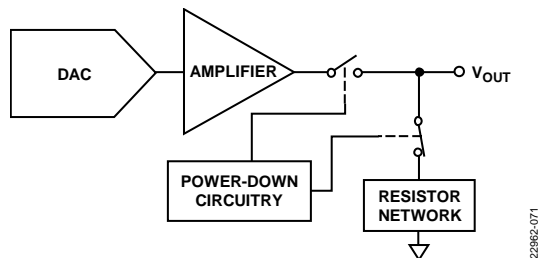 DAC
AMPLIFIER
VOUT
POWER-DOWN
CIRCUITRY
RESISTOR
NETWORK
22962-071